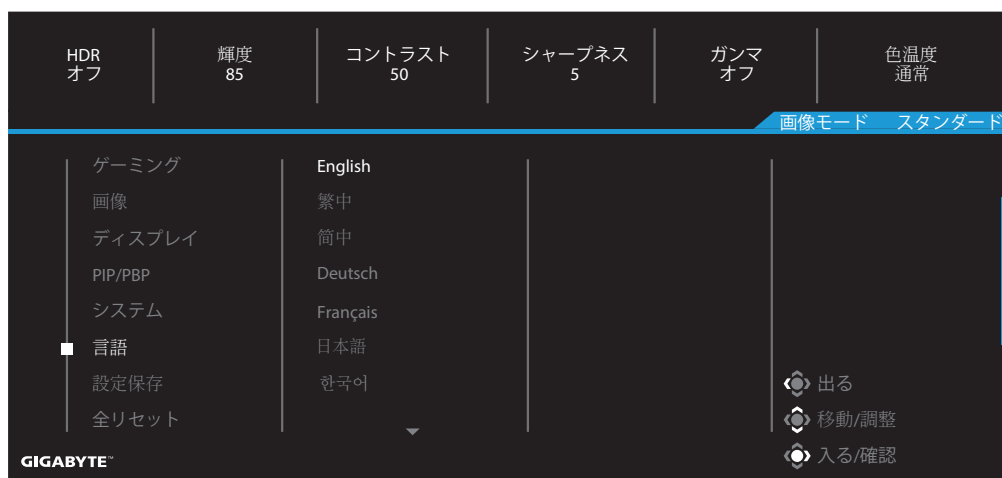 HDR
オフ
輝度
85
コントラスト
50
シャープネス
5
ガンマ
オフ
色温度
通常
画像モード スタンダード
ゲーミング
画像
ディスプレイ
PIP/PBP
システム
言語
設定保存
全リセット
English
繁中
简中
Deutsch
Français
日本語
한국어
出る
移動/調整
入る/確認
GIGABYTE™